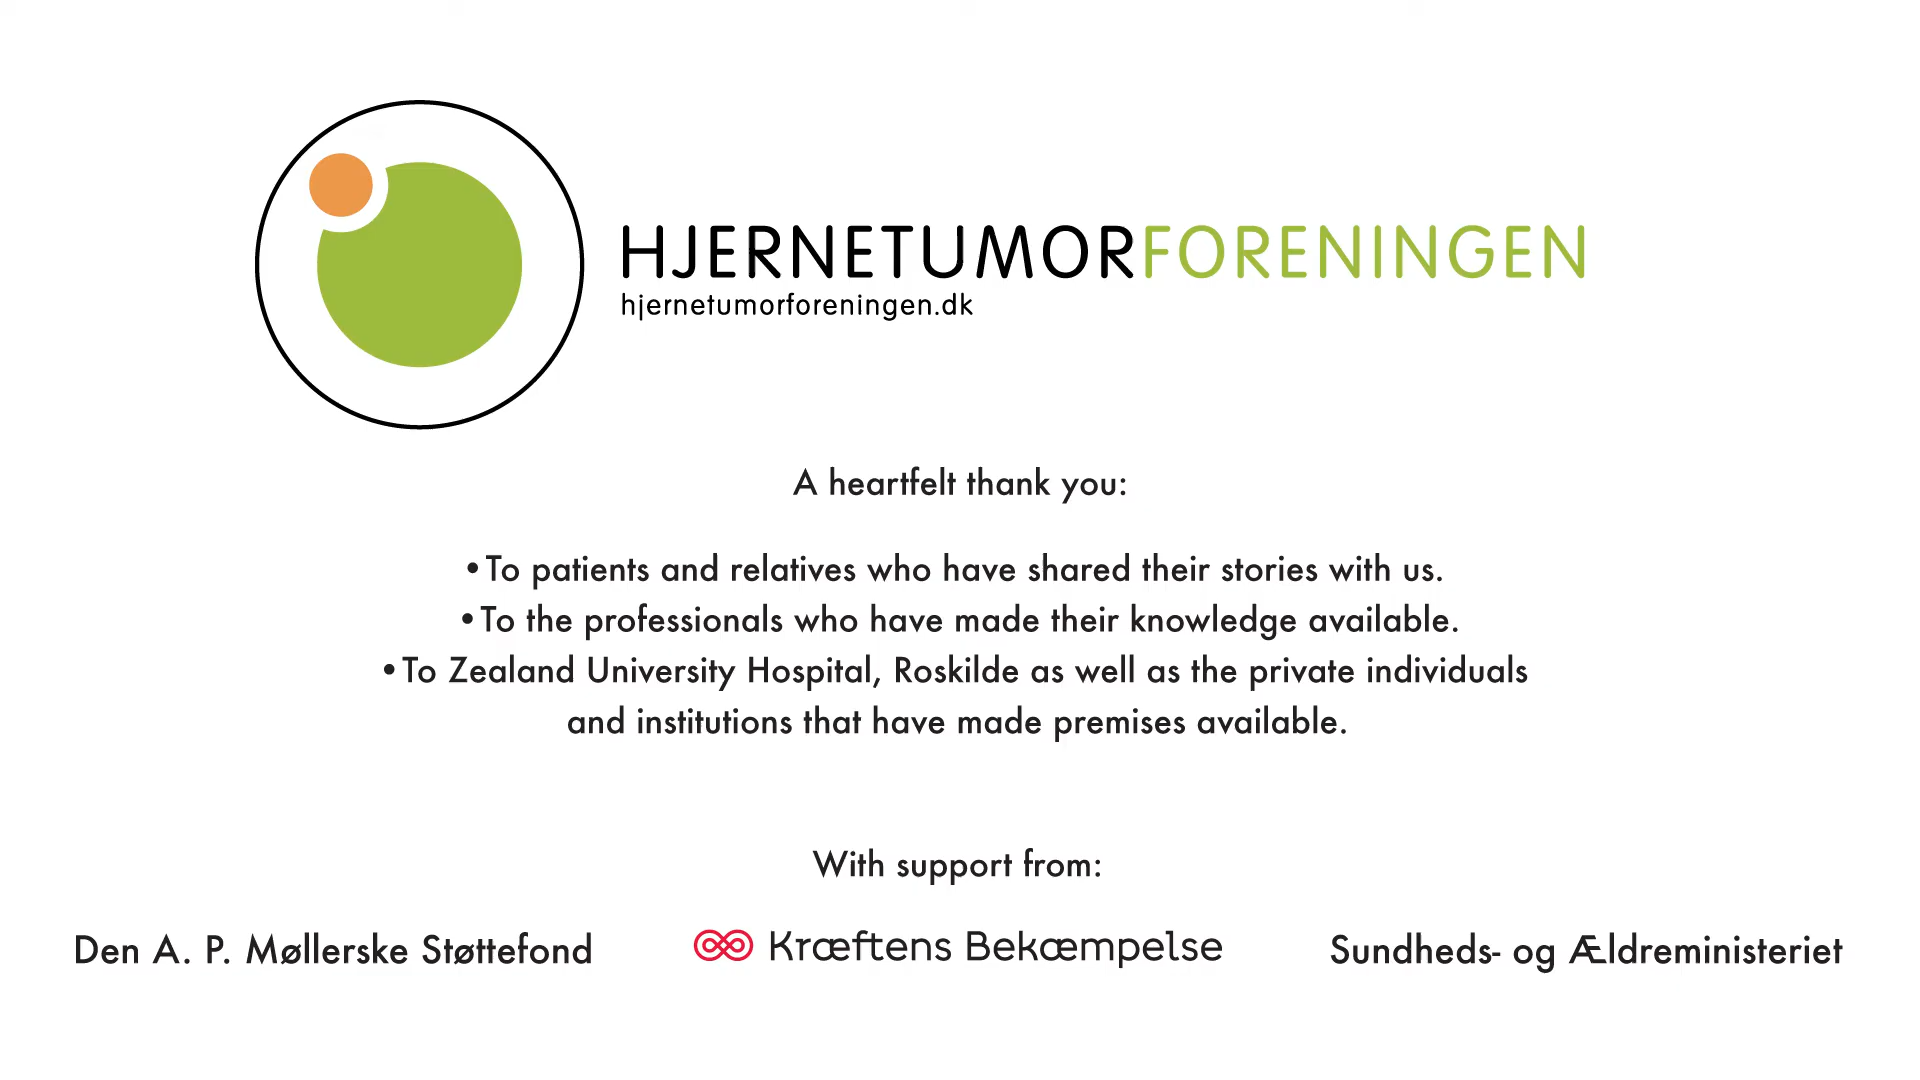 HJERNETUMORFORENINGEN
hjernetumorforeningen.dk
A heartfelt thank you:
•To patients and relatives who have shared their stories with us.
•To the professionals who have made their knowledge available.
•To Zealand University Hospital, Roskilde as well as the private individuals
and institutions that have made premises available.
With support from:
Den A. P. Møllerske Støttefond
Kræftens Bekæmpelse
Sundheds- og Ældreministeriet